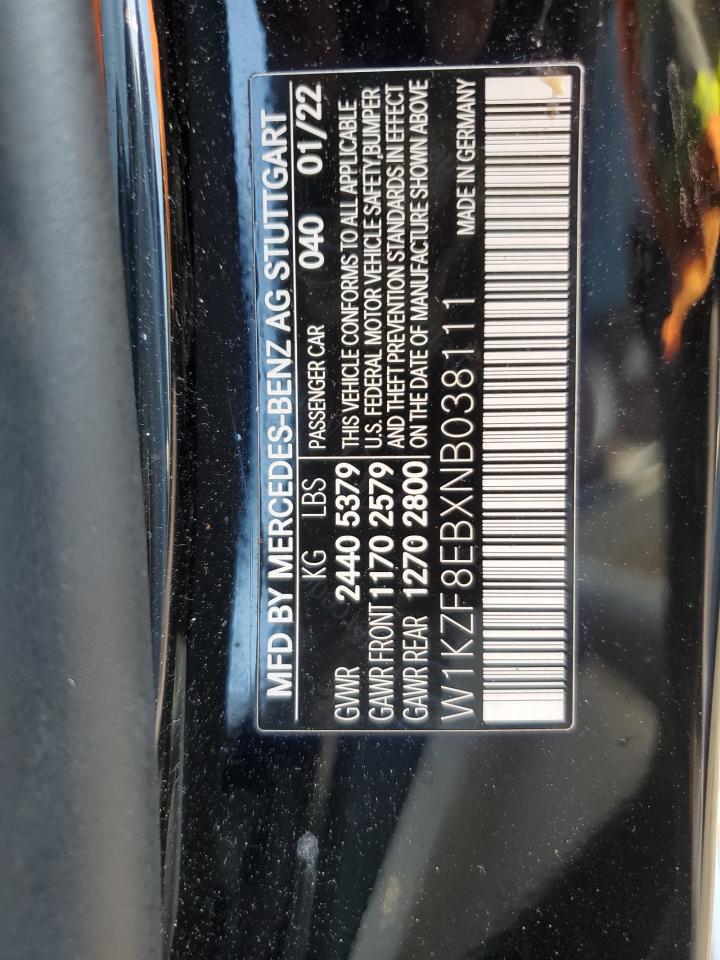 MFD BY MERCEDES-BENZ AG STUTTGART
KG LBS
GVWR 2440 5379
GAWR FRONT 1170 2579
GAWR REAR 1270 2800
PASSENGER CAR 040 01/22
THIS VEHICLE CONFORMS TO ALL APPLICABLE
U.S. FEDERAL MOTOR VEHICLE SAFETY,BUMPER
AND THEFT PREVENTION STANDARDS IN EFFECT
ON THE DATE OF MANUFACTURE SHOWN ABOVE
W1KZF8EBXNB038111 MADE IN GERMANY